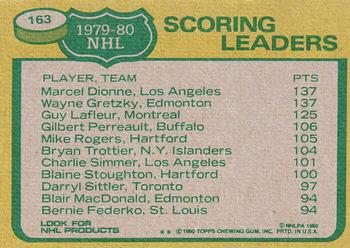 163
1979-80
NHL
SCORING
LEADERS
PLAYER, TEAM PTS
Marcel Dionne, Los Angeles 137
Wayne Gretzky, Edmonton 137
Guy Lafleur, Montreal 125
Gilbert Perreault, Buffalo 106
Mike Rogers, Hartford 105
Bryan Trottier, N.Y. Islanders 104
Charlie Simmer, Los Angeles 101
Blaine Stoughton, Hartford 100
Darryl Sittler, Toronto 97
Blair MacDonald, Edmonton 94
Bernie Federko, St. Louis 94
LOOK FOR
NHL PRODUCTS
©NHLPA 1980
** © 1980 TOPPS CHEWING GUM, INC. PRTD. IN U.S.A.